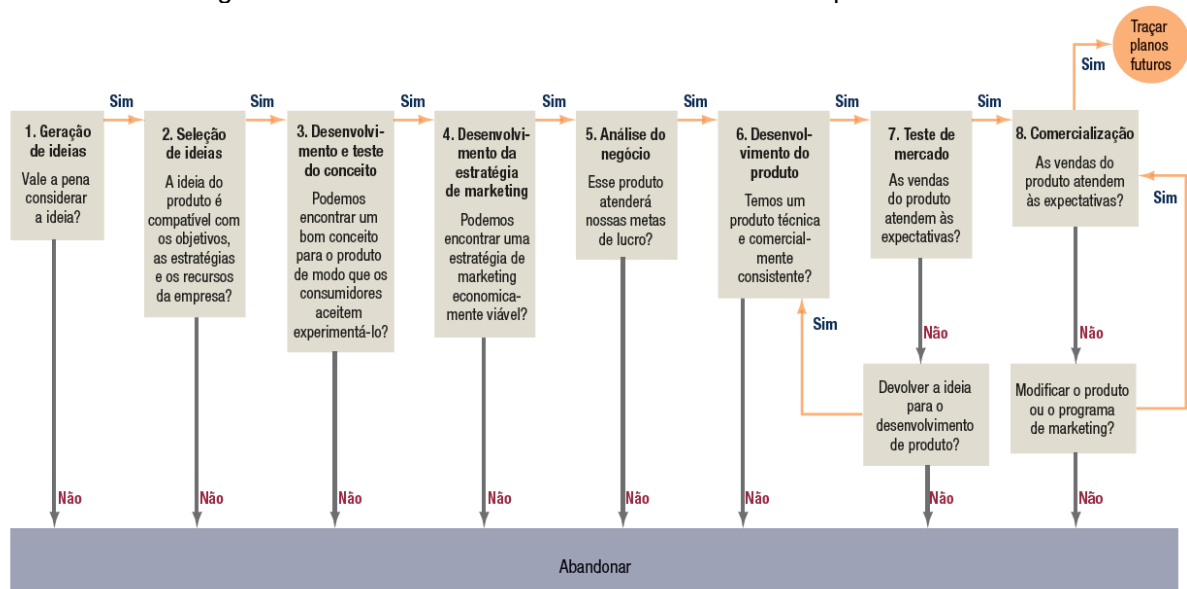 Traçar
planos
futuros
Sim
Sim
Sim
Sim
Sim
Sim
Sim
Sim
1. Geração
de ideias
Vale a pena
considerar
a ideia?
2. Seleção
de ideias
A ideia do
produto é
compatível com
os objetivos,
as estratégias
e os recursos
da empresa?
3. Desenvolvi-
mento e teste
do conceito
Podemos
encontrar um
bom conceito
para o produto
de modo que os
consumidores
aceitem
experimentá-lo?
4. Desenvolvi-
mento da
estratégia
de marketing
Podemos
encontrar uma
estratégia de
marketing
economica-
mente viável?
5. Análise do
negócio
Esse produto
atenderá
nossas metas
de lucro?
6. Desenvol-
vimento do
produto
Temos um
produto técnica
e comercial-
mente
consistente?
7. Teste de
mercado
As vendas
do produto
atendem às
expectativas?
8. Comercialização
As vendas do
produto atendem
às expectativas?
Sim
Sim
Não
Não
Devolver a ideia
para o
desenvolvimento
de produto?
Modificar o produto
ou o programa
de marketing?
Não
Não
Não
Não
Não
Não
Não
Não
Abandonar